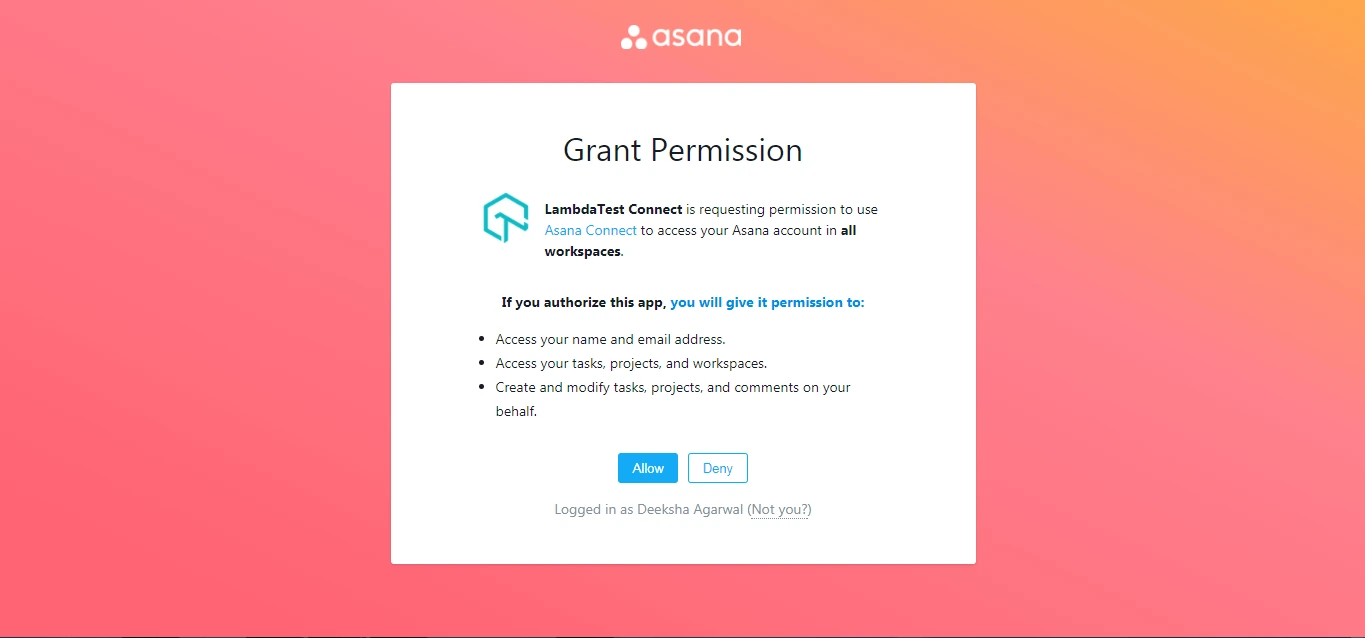 asana
Grant Permission
LambdaTest Connect is requesting permission to use
Asana Connect to access your Asana account in all
workspaces.
If you authorize this app, you will give it permission to:
• Access your name and email address.
• Access your tasks, projects, and workspaces.
• Create and modify tasks, projects, and comments on your
behalf.
Allow Deny
Logged in as Deeksha Agarwal (Not you?)